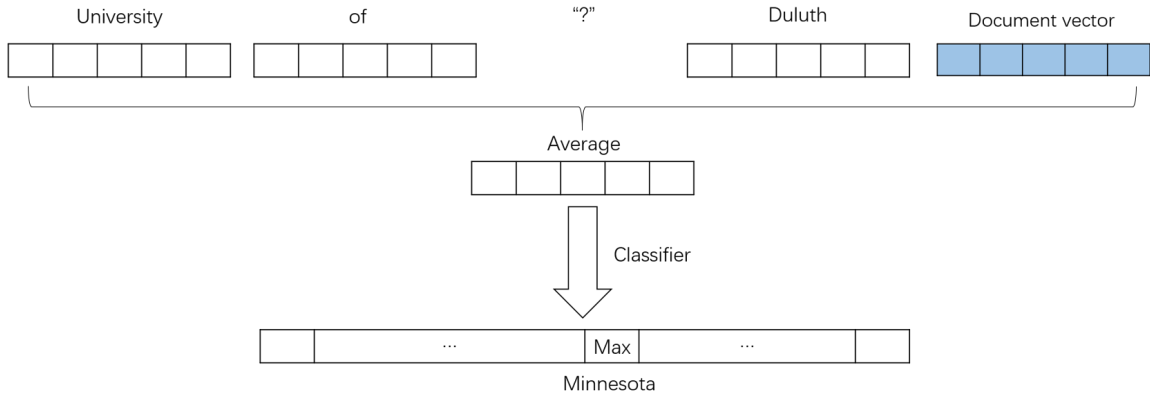 University of “?” Duluth Document vector
Average
Classifier
... Max ...
Minnesota